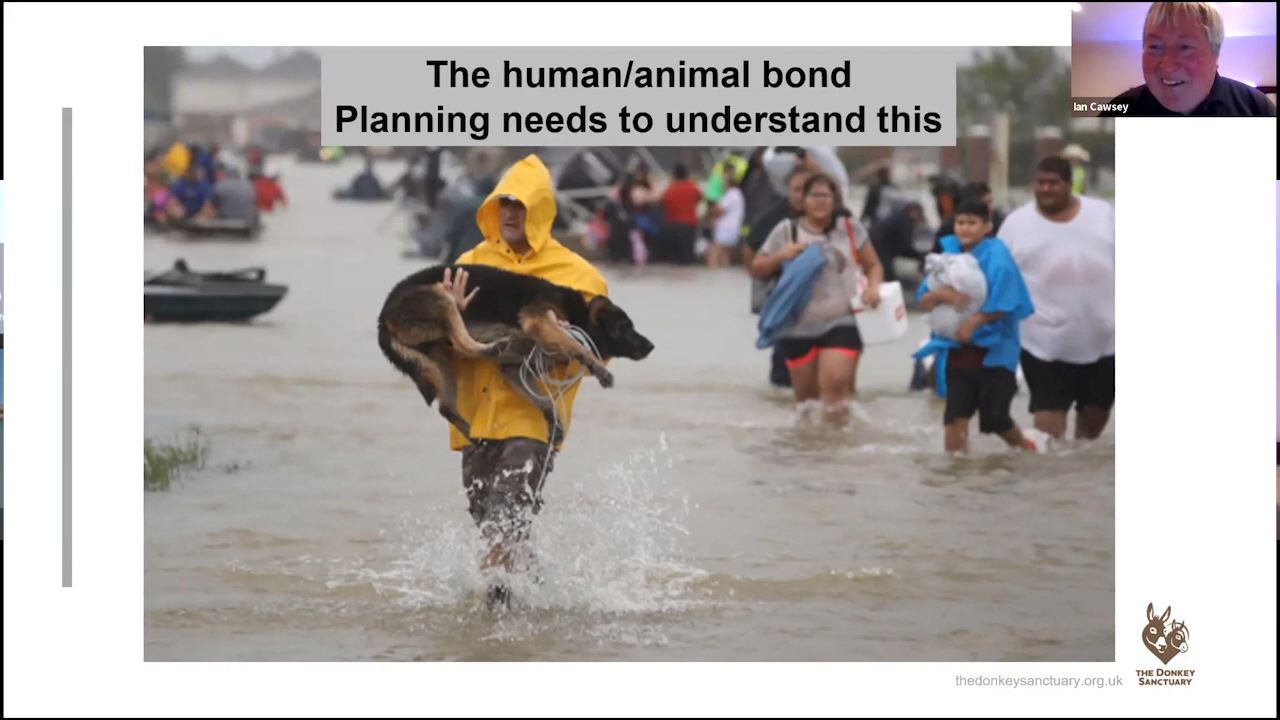 The human/animal bond
Planning needs to understand this
Ian Cawsey
thedonkeysanctuary.org.uk
THE DONKEY
SANCTUARY